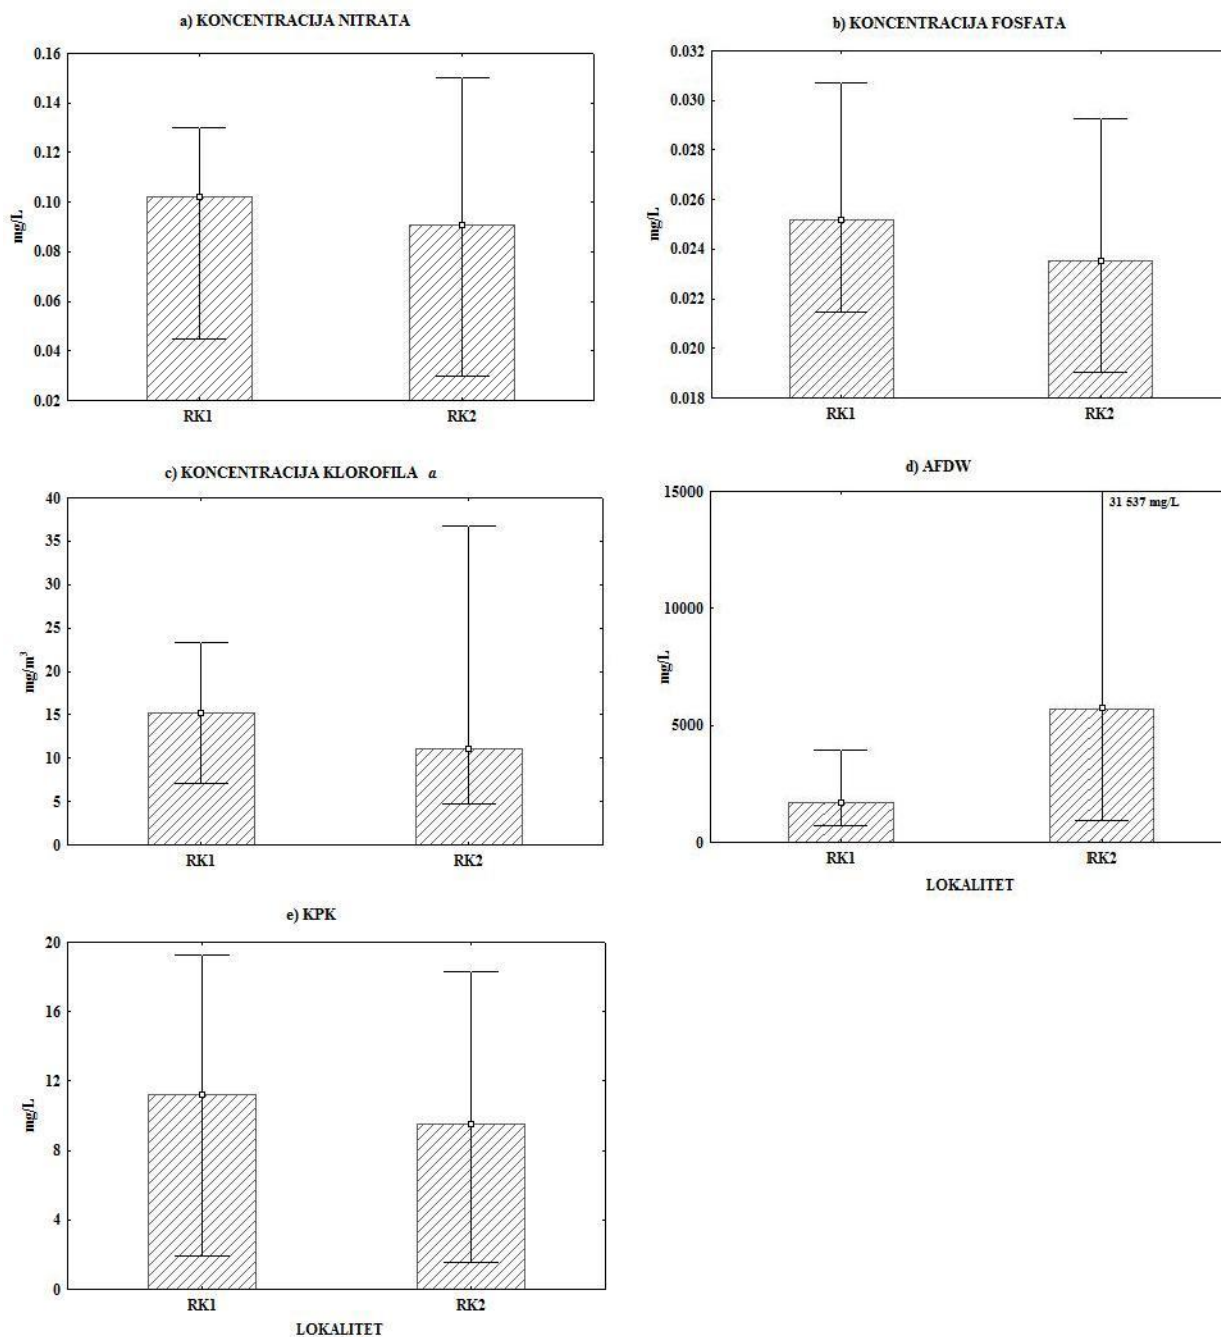 a) KONCENTRACIJA NITRATA
0.16
0.14
0.12
0.10
0.08
0.06
0.04
0.02
mg/L
RK1 RK2
b) KONCENTRACIJA FOSFATA
0.032
0.030
0.028
0.026
0.024
0.022
0.020
0.018
mg/L
RK1 RK2
c) KONCENTRACIJA KLOROFILA a
40
35
30
25
20
15
10
5
0
mg/m³
RK1 RK2
d) AFDW
15000
10000
5000
0
mg/L
31 537 mg/L
RK1 RK2
LOKALITET
e) KPK
20
16
12
8
4
0
mg/L
RK1 RK2
LOKALITET